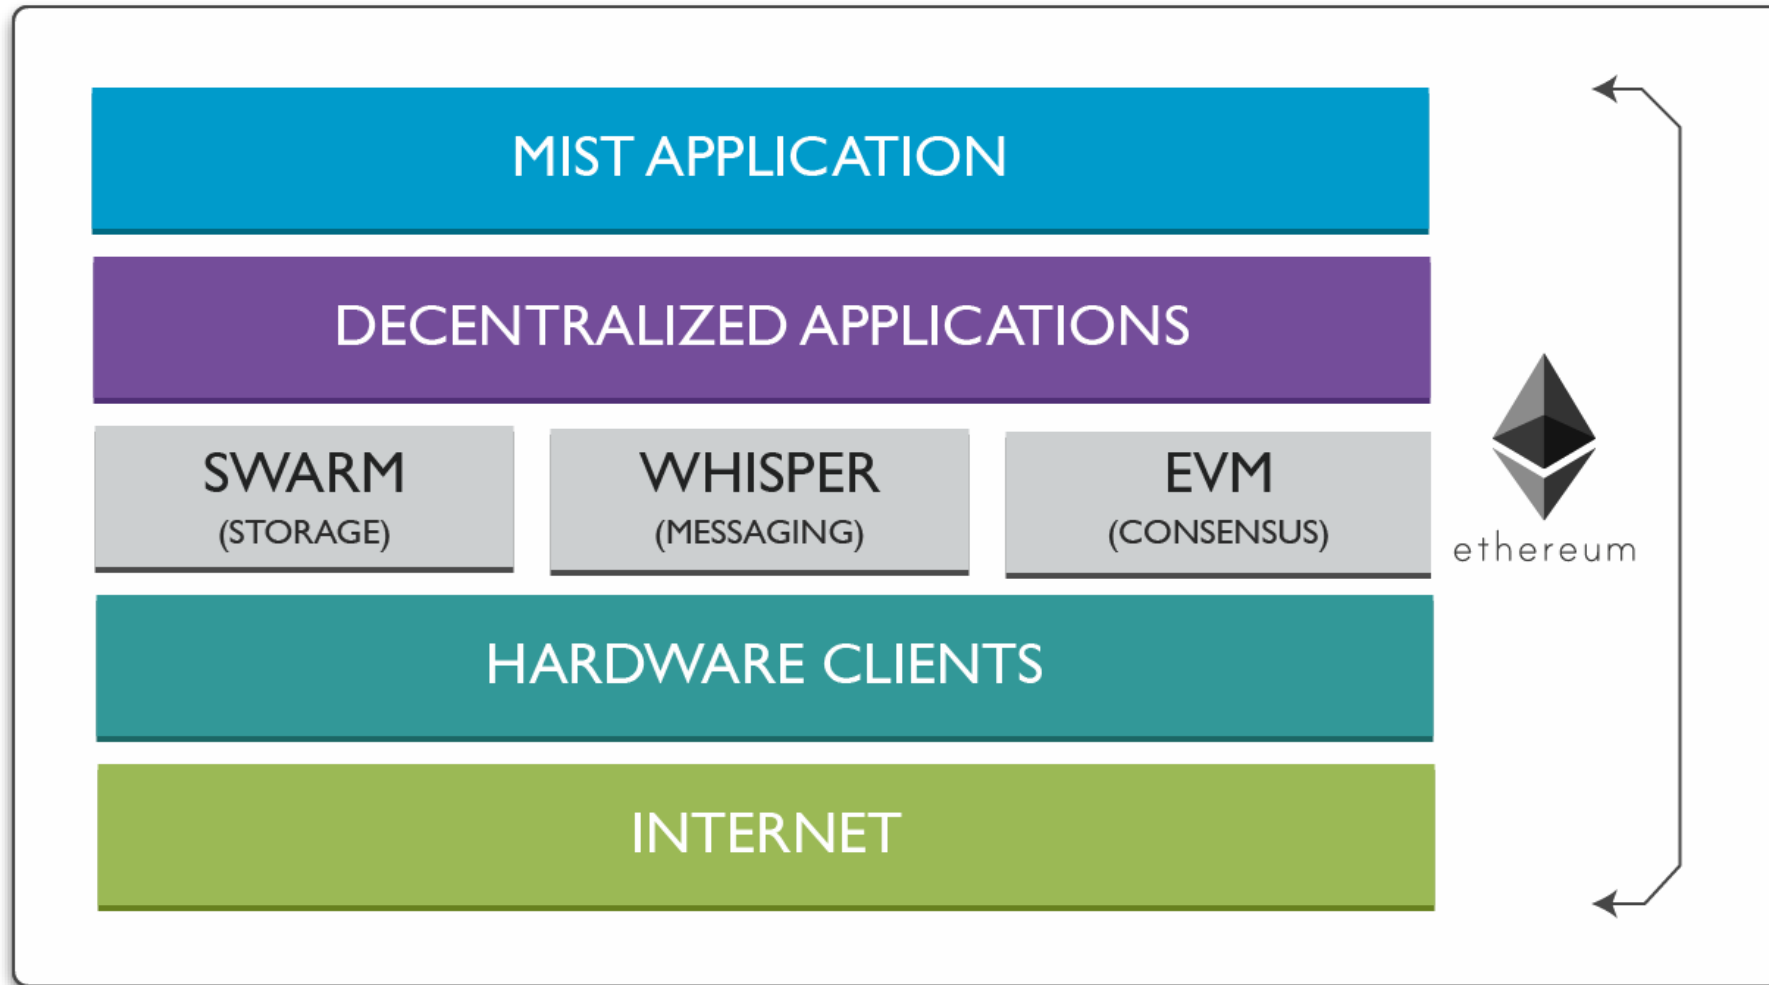 MIST APPLICATION
DECENTRALIZED APPLICATIONS
SWARM
(STORAGE)
WHISPER
(MESSAGING)
EVM
(CONSENSUS)
ethereum
HARDWARE CLIENTS
INTERNET